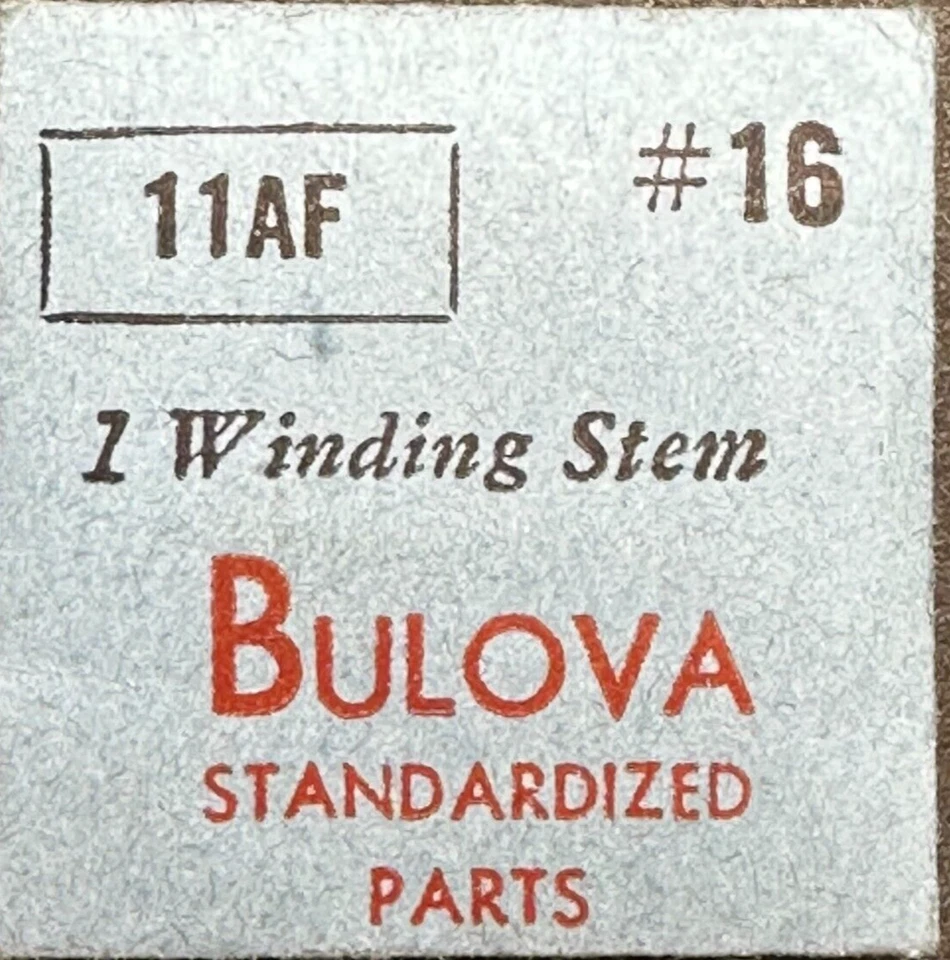 11AF #16
1 Winding Stem
BULOVA
STANDARDIZED
PARTS